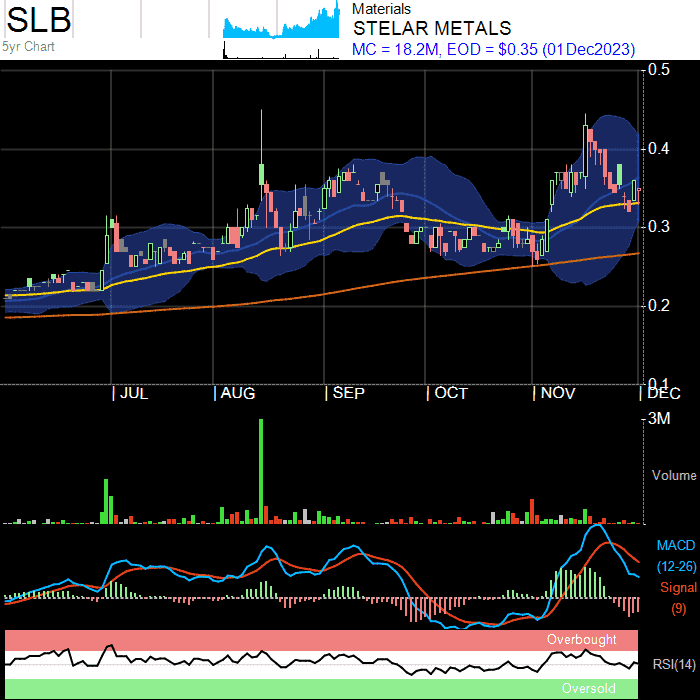 SLB
5yr Chart
Materials
STELAR METALS
MC = 18.2M, EOD = $0.35 (01Dec2023)
0.5
0.4
0.3
0.2
0.1
JUL AUG SEP OCT NOV DEC
3M
Volume
MACD
(12-26)
Signal
(9)
Overbought
RSI(14)
Oversold